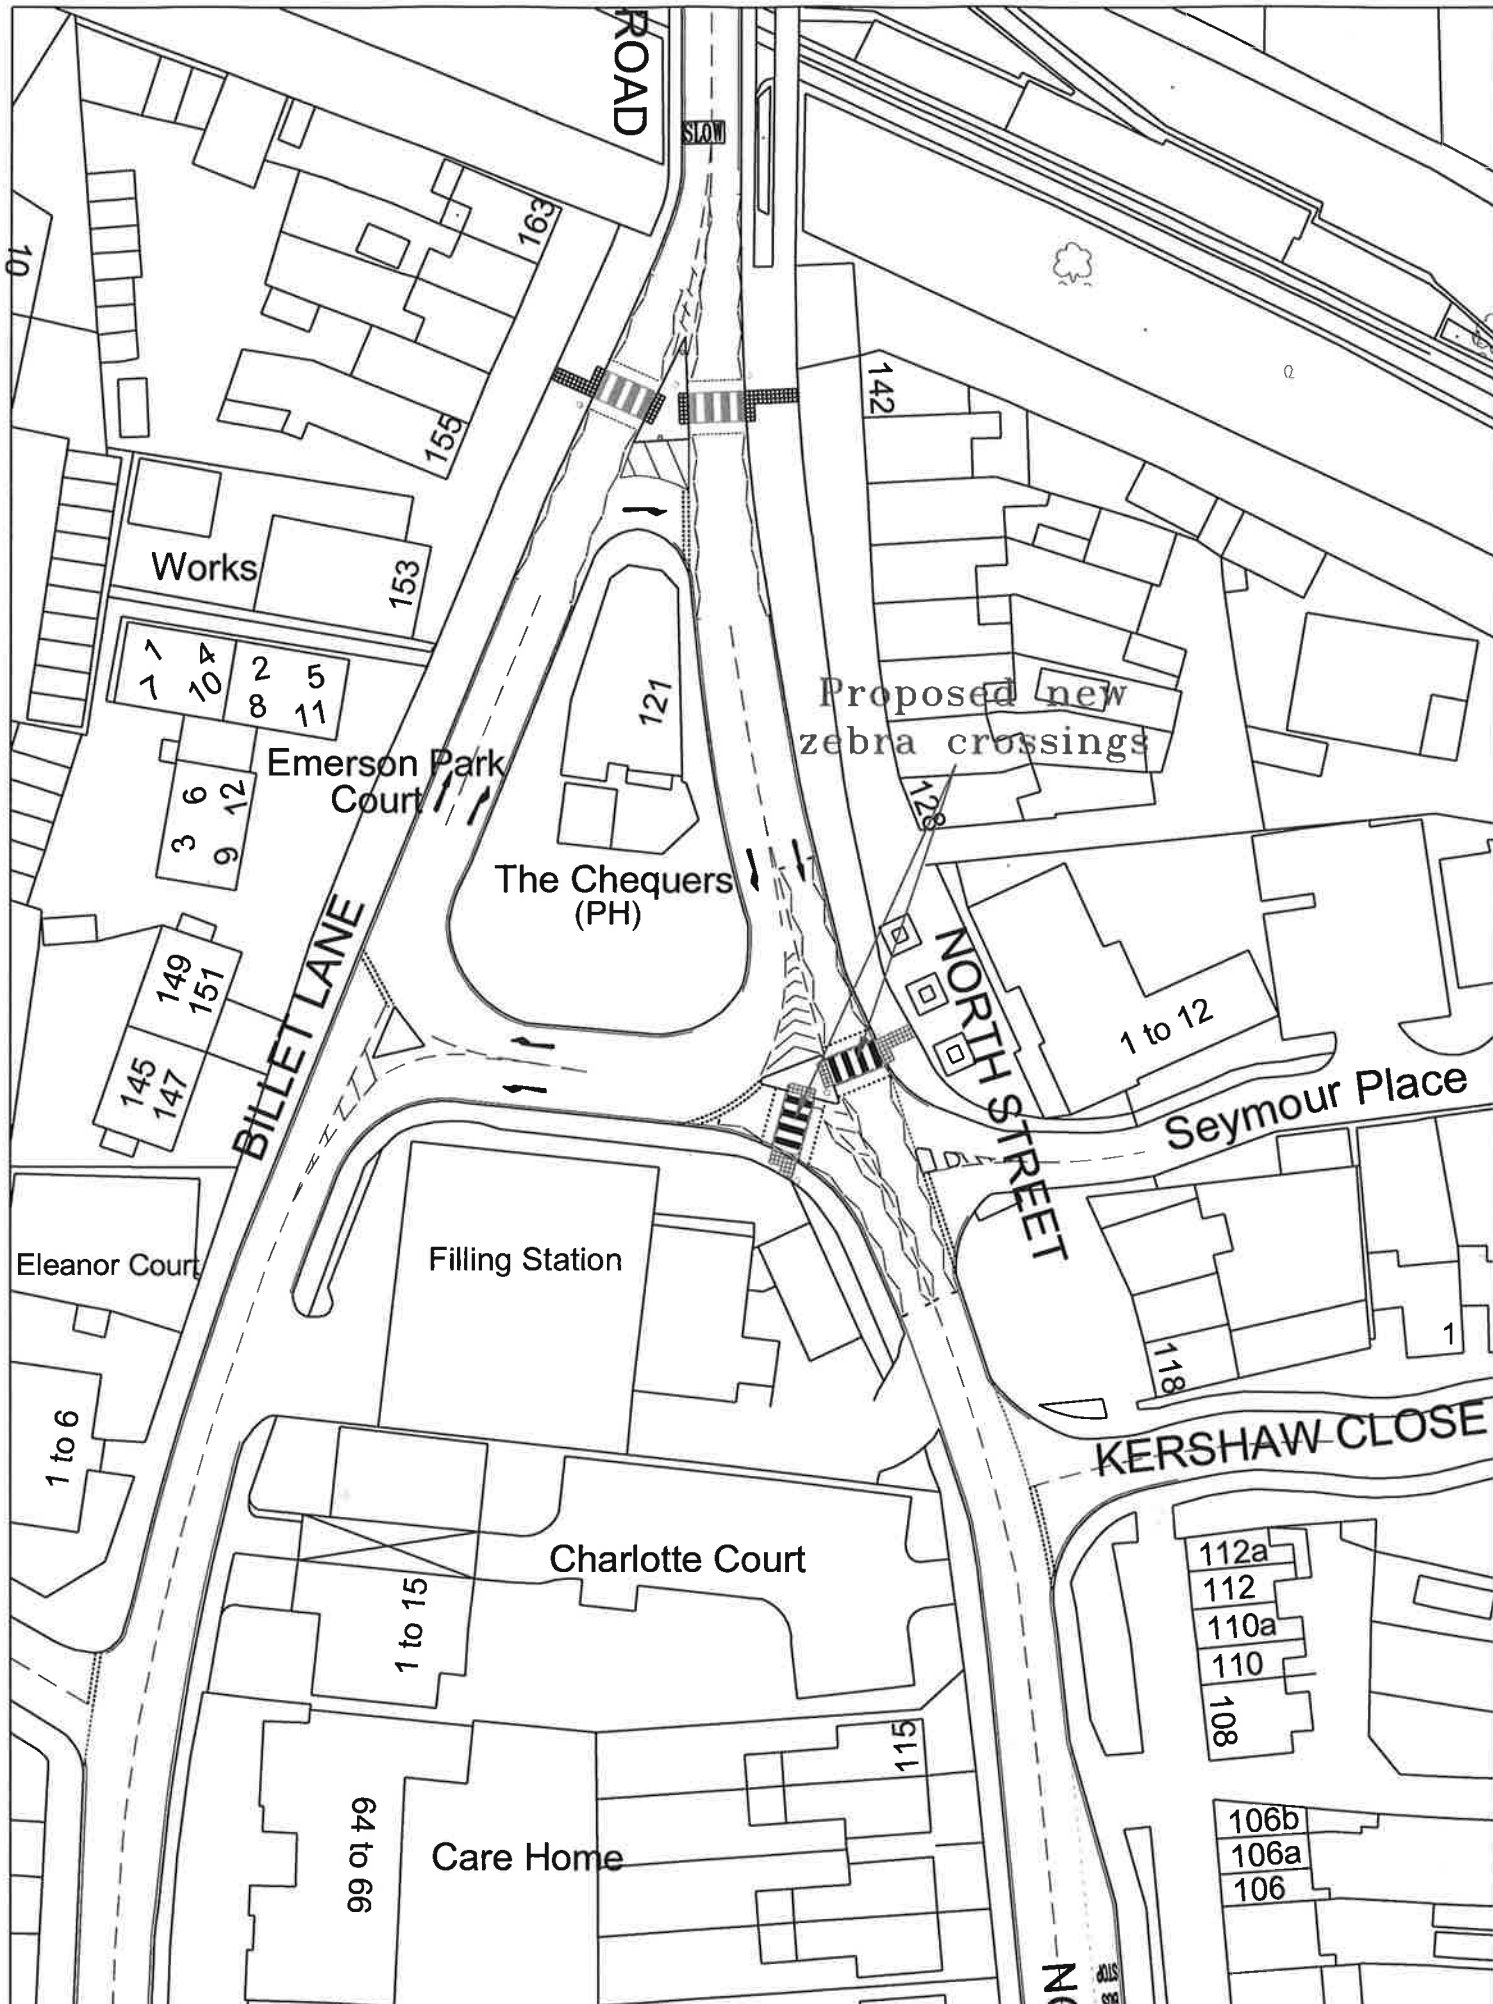 ROAD
SLOW
163
10
142
155
Works
153
1 4 2 5
7 10 8 11
121
Proposed new
zebra crossings
Emerson Park
Court
6 12
3 9
128
The Chequers
(PH)
BILLET LANE
NORTH STREET
149
151
145
147
1 to 12
Seymour Place
Eleanor Court
Filling Station
1
118
1 to 6
KERSHAW CLOSE
Charlotte Court
1 to 15
112a
112
110a
110
108
115
64 to 66
Care Home
106b
106a
106
NO
BUS
STOP